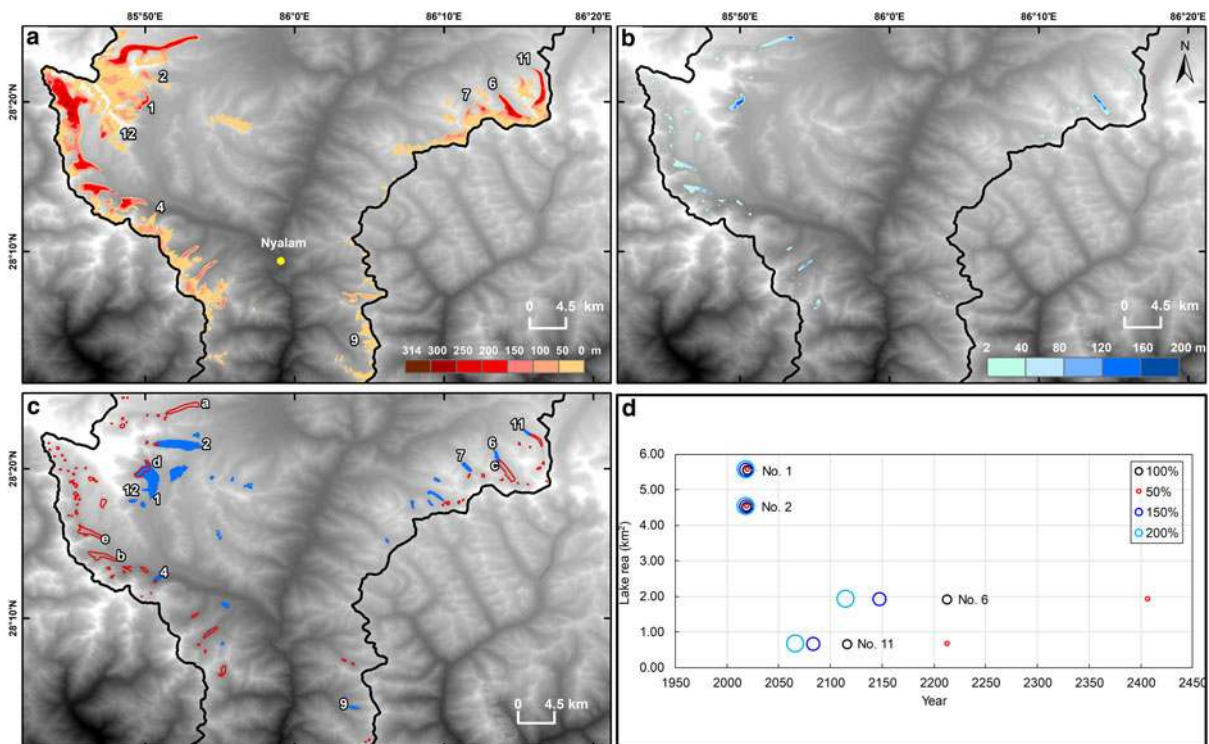 85°50'E 86°0'E 86°10'E 86°20'E
85°50'E 86°0'E 86°10'E 86°20'E
a
2
1
12
11
6
7
4
Nyalam
9
28°20'N
28°10'N
0 4.5 km
314 300 250 200 150 100 50 0 m
b
N
0 4.5 km
2 40 80 120 160 200 m
c
a
2
d
12
1
e
b
4
11
6
7
c
9
28°20'N
28°10'N
0 4.5 km
d
6.00
5.00
4.00
3.00
2.00
1.00
0.00
Lake rea (km²)
No. 1
No. 2
No. 6
No. 11
100%
50%
150%
200%
1950 2000 2050 2100 2150 2200 2250 2300 2350 2400 2450
Year